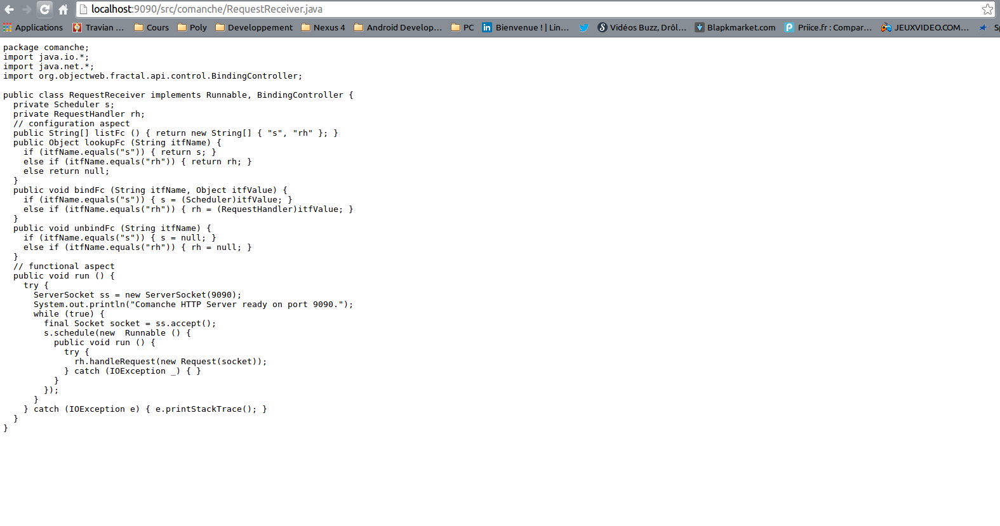 localhost:9090/src/comanche/RequestReceiver.java
Applications Travian ... Cours Poly Developpement Nexus 4 Android Develop... PC Bienvenue ! | Lin... Vidéos Buzz, Drôl... Blapkmarket.com Priice.fr : Compar... JEUXVIDEO.COM... Sp
package comanche;
import java.io.*;
import java.net.*;
import org.objectweb.fractal.api.control.BindingController;

public class RequestReceiver implements Runnable, BindingController {
  private Scheduler s;
  private RequestHandler rh;
  // configuration aspect
  public String[] listFc () { return new String[] { "s", "rh" }; }
  public Object lookupFc (String itfName) {
    if (itfName.equals("s")) { return s; }
    else if (itfName.equals("rh")) { return rh; }
    else return null;
  }
  public void bindFc (String itfName, Object itfValue) {
    if (itfName.equals("s")) { s = (Scheduler)itfValue; }
    else if (itfName.equals("rh")) { rh = (RequestHandler)itfValue; }
  }
  public void unbindFc (String itfName) {
    if (itfName.equals("s")) { s = null; }
    else if (itfName.equals("rh")) { rh = null; }
  }
  // functional aspect
  public void run () {
    try {
      ServerSocket ss = new ServerSocket(9090);
      System.out.println("Comanche HTTP Server ready on port 9090.");
      while (true) {
        final Socket socket = ss.accept();
        s.schedule(new  Runnable () {
          public void run () {
            try {
              rh.handleRequest(new Request(socket));
            } catch (IOException _) { }
          }
        });
      }
    } catch (IOException e) { e.printStackTrace(); }
  }
}